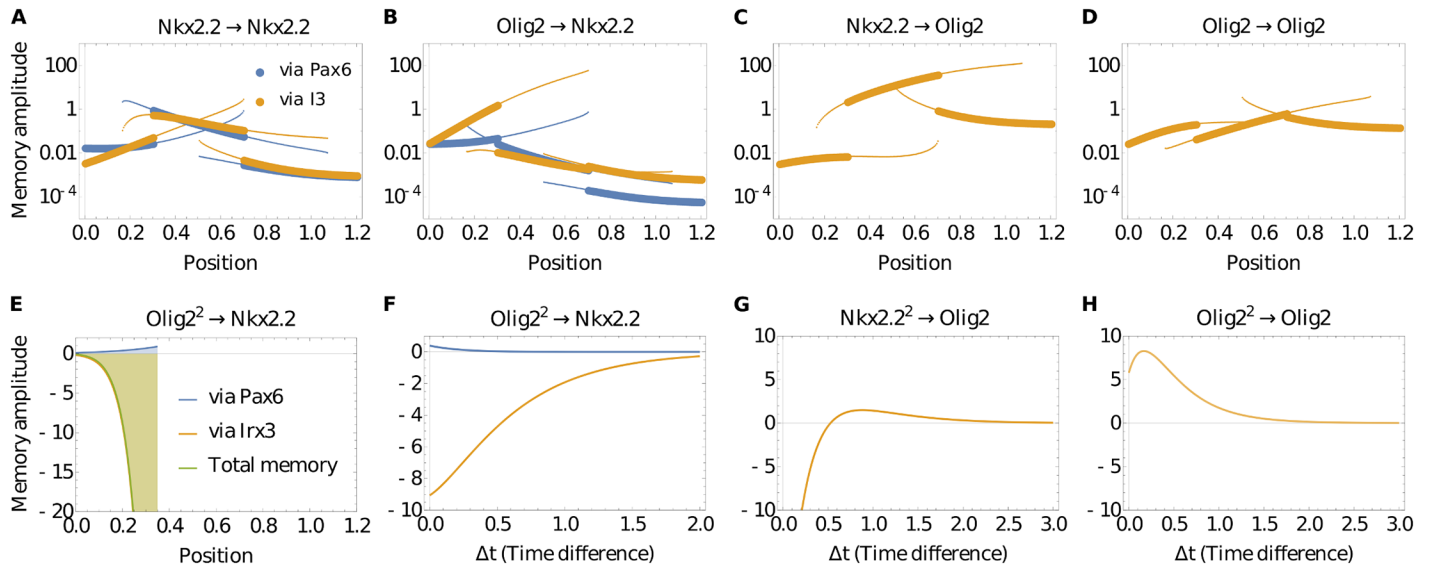 A
Nkx2.2 → Nkx2.2
B
Olig2 → Nkx2.2
C
Nkx2.2 → Olig2
D
Olig2 → Olig2
Memory amplitude
100
1
0.01
10⁻⁴
via Pax6
via I3
0.0 0.2 0.4 0.6 0.8 1.0 1.2
Position
100
1
0.01
10⁻⁴
0.0 0.2 0.4 0.6 0.8 1.0 1.2
Position
100
1
0.01
10⁻⁴
0.0 0.2 0.4 0.6 0.8 1.0 1.2
Position
100
1
0.01
10⁻⁴
0.0 0.2 0.4 0.6 0.8 1.0 1.2
Position
E
Olig2² → Nkx2.2
F
Olig2² → Nkx2.2
G
Nkx2.2² → Olig2
H
Olig2² → Olig2
Memory amplitude
0
- 5
- 10
- 15
- 20
via Pax6
via Irx3
Total memory
0.0 0.2 0.4 0.6 0.8 1.0 1.2
Position
0
- 2
- 4
- 6
- 8
- 10
0.0 0.5 1.0 1.5 2.0
Δt (Time difference)
10
5
0
- 5
- 10
0.0 0.5 1.0 1.5 2.0 2.5 3.0
Δt (Time difference)
10
5
0
- 5
- 10
0.0 0.5 1.0 1.5 2.0 2.5 3.0
Δt (Time difference)